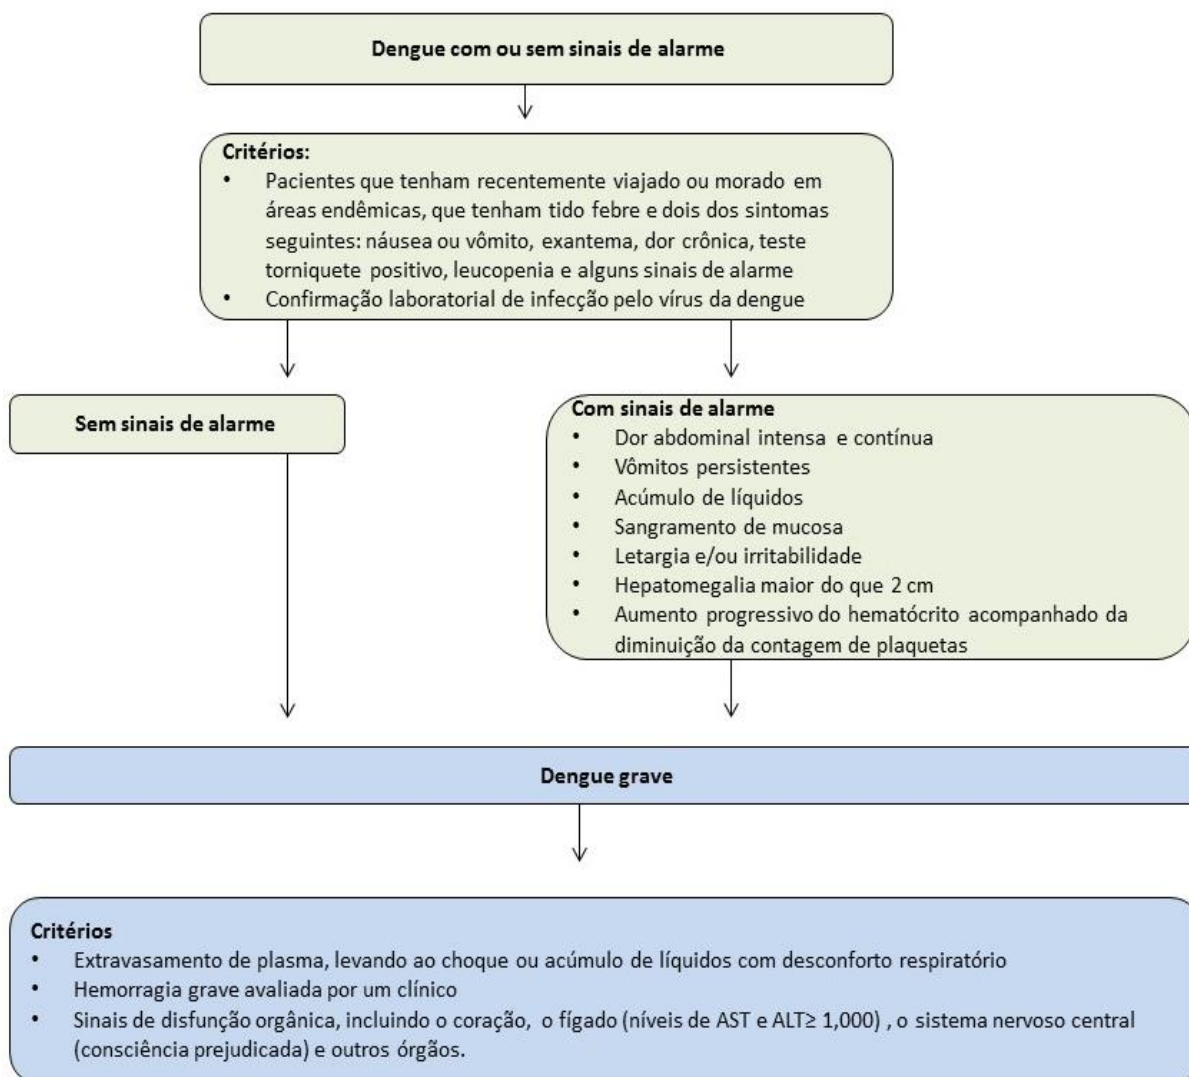 Dengue com ou sem sinais de alarme
Critérios:
• Pacientes que tenham recentemente viajado ou morado em
áreas endêmicas, que tenham tido febre e dois dos sintomas
seguintes: náusea ou vômito, exantema, dor crônica, teste
torniquete positivo, leucopenia e alguns sinais de alarme
• Confirmação laboratorial de infecção pelo vírus da dengue
Sem sinais de alarme
Com sinais de alarme
• Dor abdominal intensa e contínua
• Vômitos persistentes
• Acúmulo de líquidos
• Sangramento de mucosa
• Letargia e/ou irritabilidade
• Hepatomegalia maior do que 2 cm
• Aumento progressivo do hematócrito acompanhado da
diminuição da contagem de plaquetas
Dengue grave
Critérios
• Extravasamento de plasma, levando ao choque ou acúmulo de líquidos com desconforto respiratório
• Hemorragia grave avaliada por um clínico
• Sinais de disfunção orgânica, incluindo o coração, o fígado (níveis de AST e ALT≥ 1,000) , o sistema nervoso central
(consciência prejudicada) e outros órgãos.